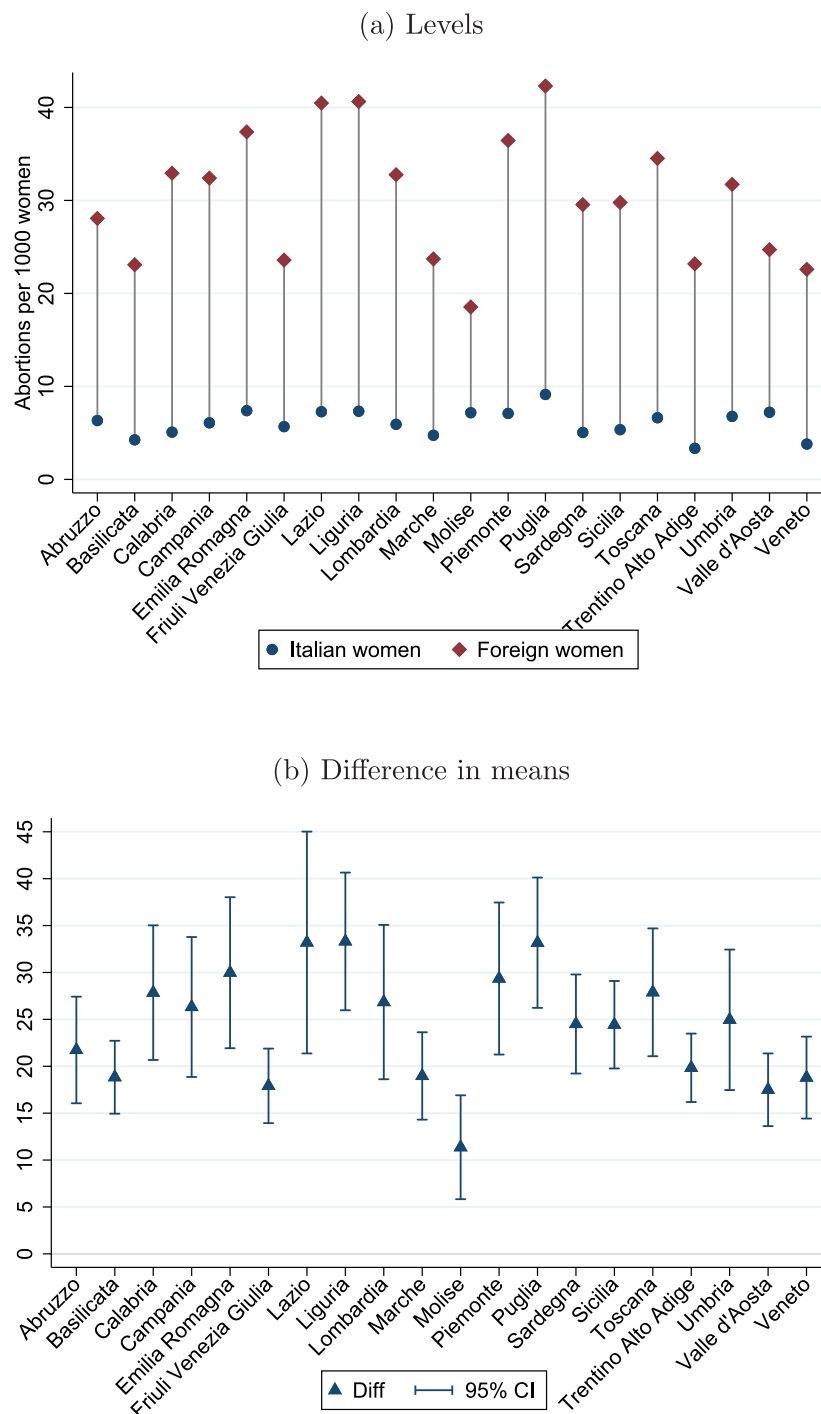 (a) Levels
Abortions per 1000 women
40
30
20
10
0
Abruzzo
Basilicata
Calabria
Campania
Emilia Romagna
Friuli Venezia Giulia
Lazio
Liguria
Lombardia
Marche
Molise
Piemonte
Puglia
Sardegna
Sicilia
Toscana
Trentino Alto Adige
Umbria
Valle d'Aosta
Veneto
Italian women Foreign women
(b) Difference in means
45
40
35
30
25
20
15
10
5
0
Abruzzo
Basilicata
Calabria
Campania
Emilia Romagna
Friuli Venezia Giulia
Lazio
Liguria
Lombardia
Marche
Molise
Piemonte
Puglia
Sardegna
Sicilia
Toscana
Trentino Alto Adige
Umbria
Valle d'Aosta
Veneto
Diff 95% CI